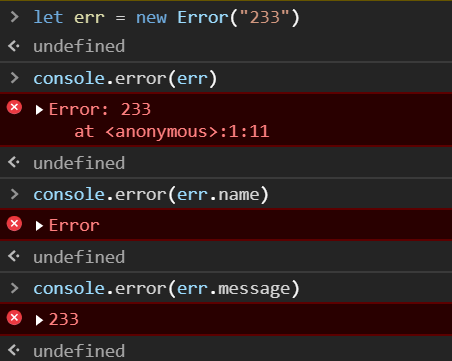 let err = new Error("233")
undefined
console.error(err)
Error: 233
at <anonymous>:1:11
undefined
console.error(err.name)
Error
undefined
console.error(err.message)
233
undefined